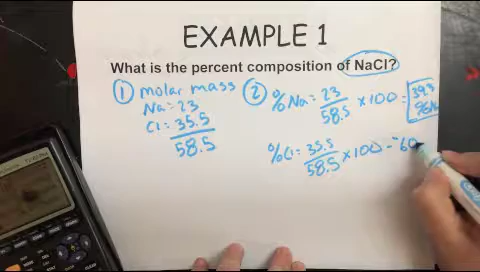 EXAMPLE 1
What is the percent composition of NaCl?
① molar mass
Na = 23
Cl = 35.5
58.5
② % Na = 23/58.5 × 100 = 39.3
% Na
% Cl = 35.5/58.5 × 100 = 60